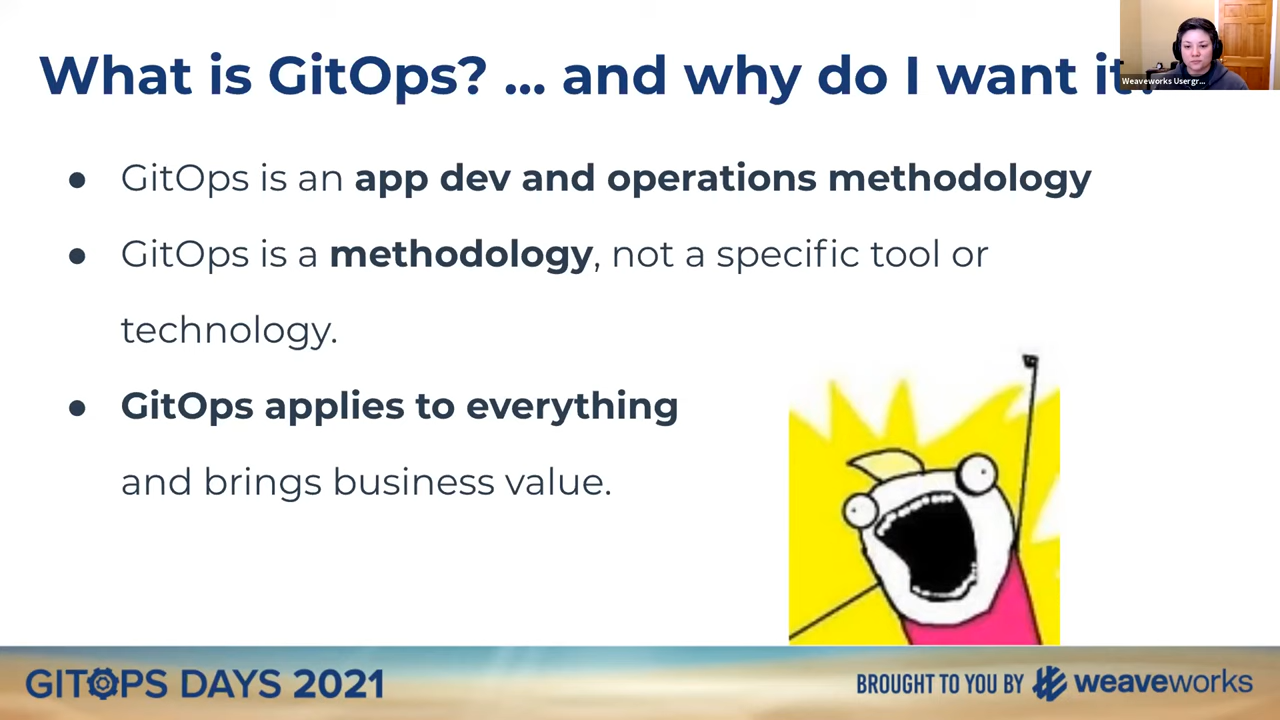 What is GitOps? ... and why do I want it?
Weaveworks Usergr...
● GitOps is an app dev and operations methodology
● GitOps is a methodology, not a specific tool or
technology.
● GitOps applies to everything
and brings business value.
GITOPS DAYS 2021
BROUGHT TO YOU BY weaveworks